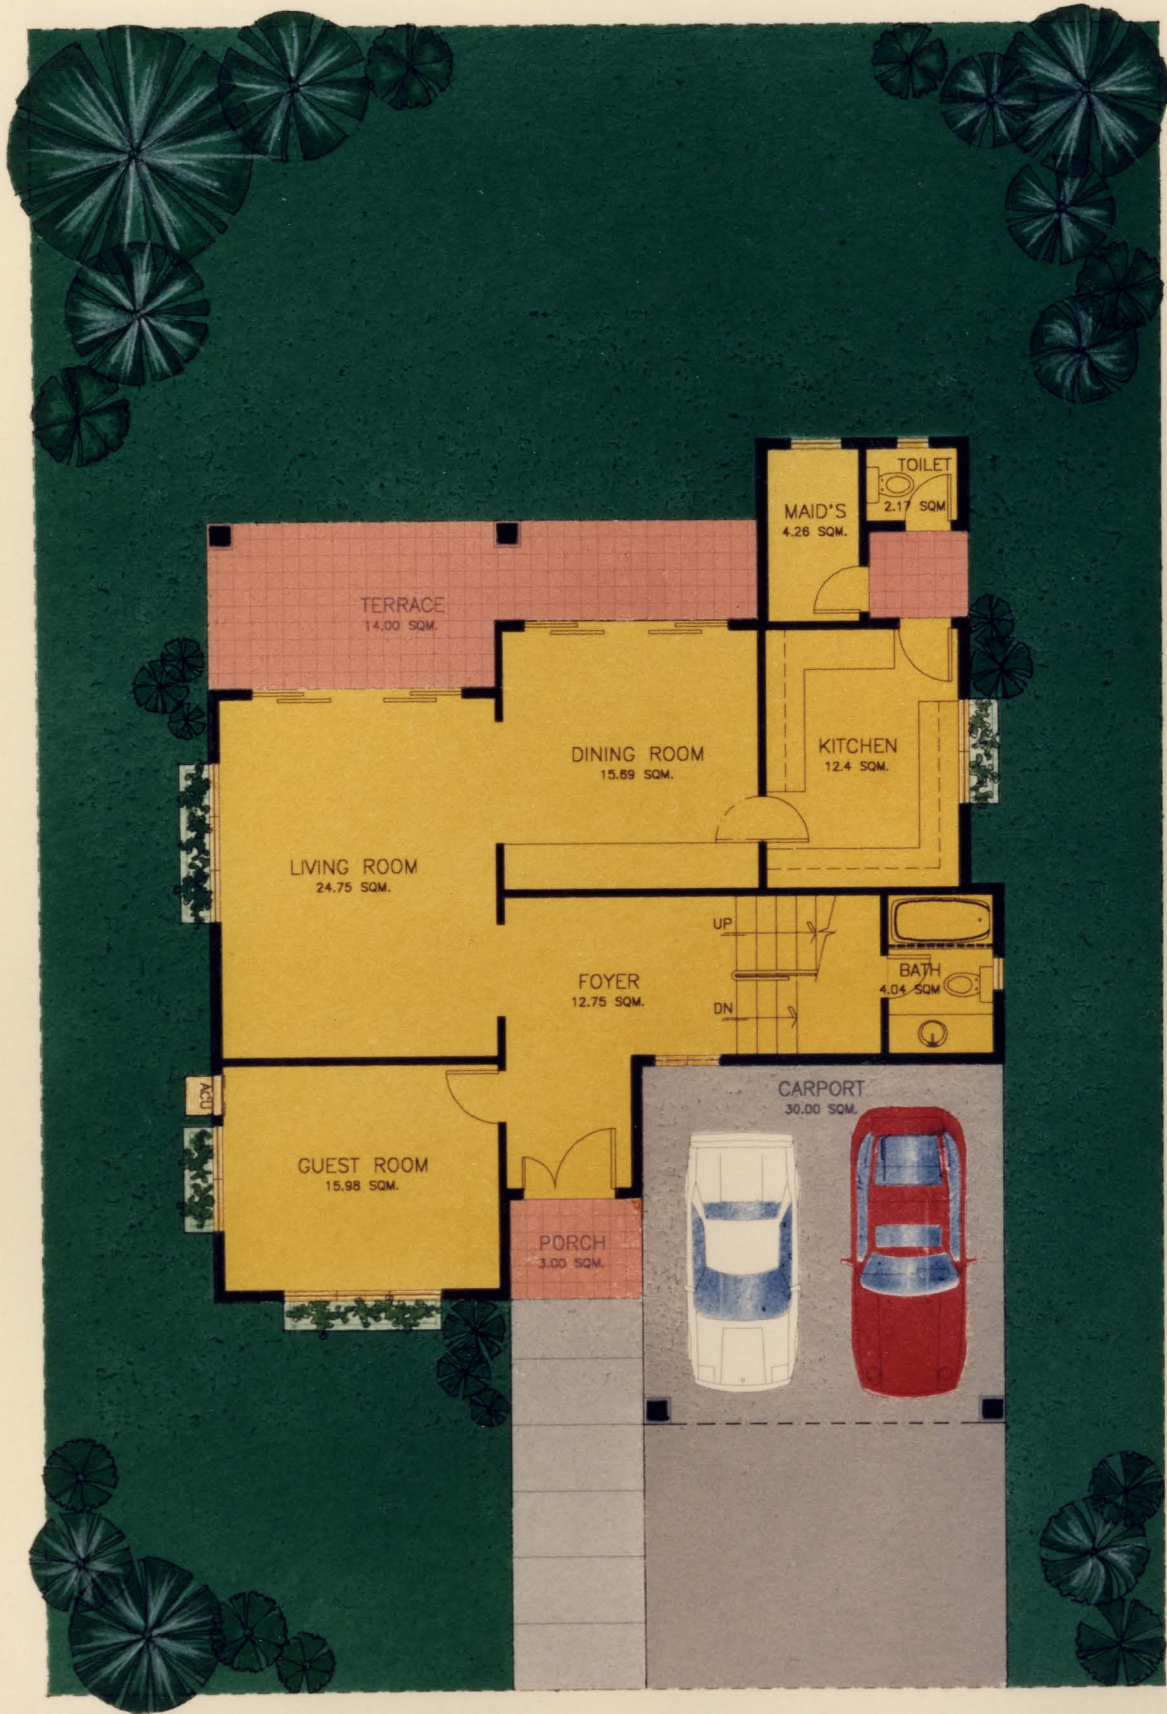 TOILET
2.17 SQM
MAID'S
4.26 SQM.
TERRACE
14.00 SQM.
DINING ROOM
15.69 SQM.
KITCHEN
12.4 SQM.
LIVING ROOM
24.75 SQM.
UP
FOYER
12.75 SQM.
BATH
4.04 SQM
DN
ACU
CARPORT
30.00 SQM.
GUEST ROOM
15.98 SQM.
PORCH
3.00 SQM.